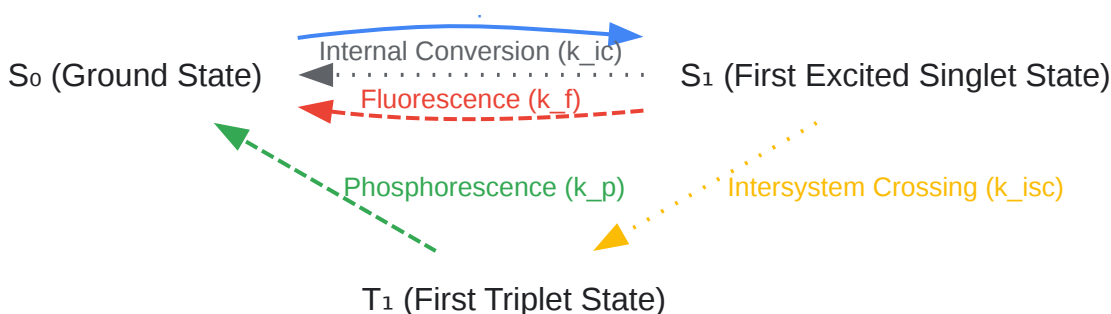 Internal Conversion (k_ic)
S₀ (Ground State)
S₁ (First Excited Singlet State)
Fluorescence (k_f)
Phosphorescence (k_p)
Intersystem Crossing (k_isc)
T₁ (First Triplet State)